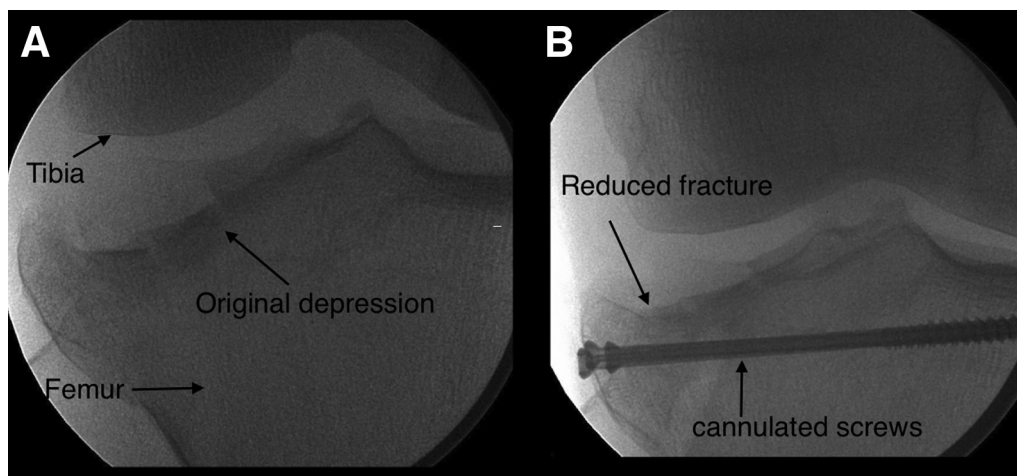 A
B
Tibia
Reduced fracture
Original depression
Femur
cannulated screws